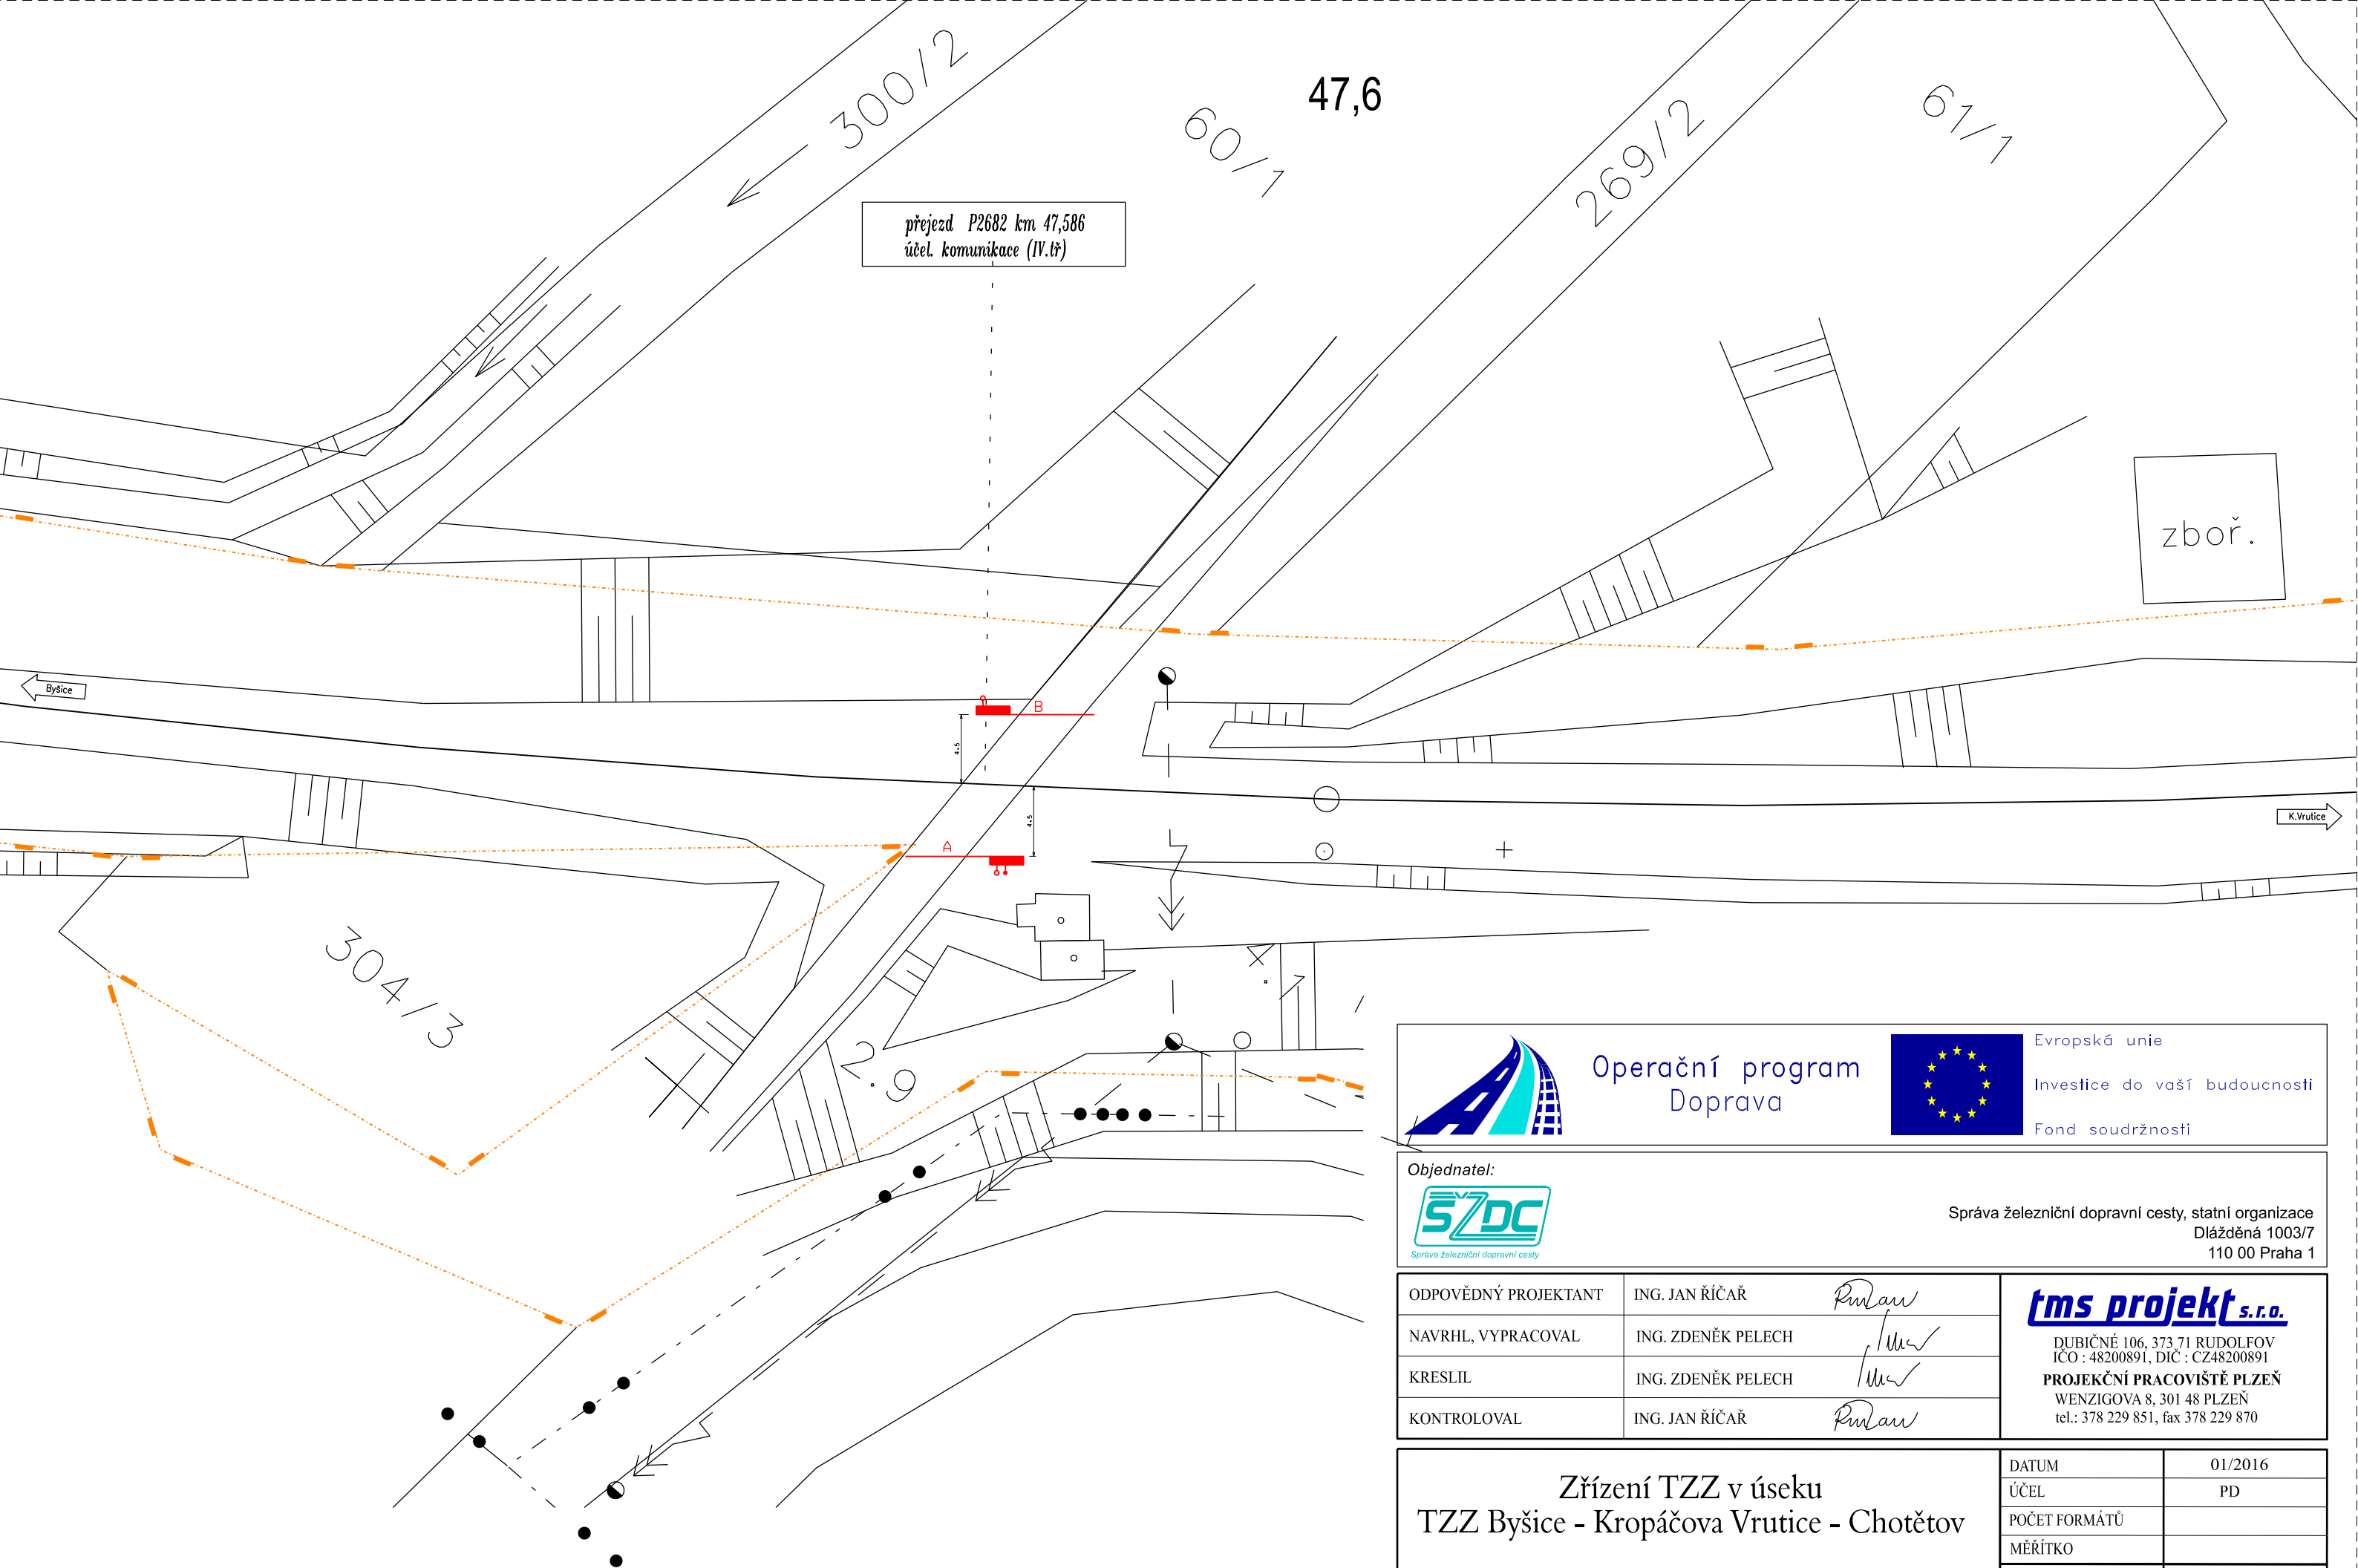 300/2
60/1
47,6
269/2
61/1
přejezd P2682 km 47,586
účel. komunikace (IV.tř)
zboř.
Byšice
B
4.5
4.5
K.Vrutice
A
304/3
2.9
Operační program
Doprava
Evropská unie
Investice do vaší budoucnosti
Fond soudržnosti
Objednatel:
SŽDC
Správa železniční dopravní cesty
Správa železniční dopravní cesty, statní organizace
Dlážděná 1003/7
110 00 Praha 1
ODPOVĚDNÝ PROJEKTANT ING. JAN ŘÍČAŘ
NAVRHL, VYPRACOVAL ING. ZDENĚK PELECH
KRESLIL ING. ZDENĚK PELECH
KONTROLOVAL ING. JAN ŘÍČAŘ
tms projekt s.r.o.
DUBIČNÉ 106, 373 71 RUDOLFOV
IČO : 48200891, DIČ : CZ48200891
PROJEKČNÍ PRACOVIŠTĚ PLZEŇ
WENZIGOVA 8, 301 48 PLZEŇ
tel.: 378 229 851, fax 378 229 870
Zřízení TZZ v úseku
TZZ Byšice - Kropáčova Vrutice - Chotětov
DATUM 01/2016
ÚČEL PD
POČET FORMÁTŮ
MĚŘÍTKO